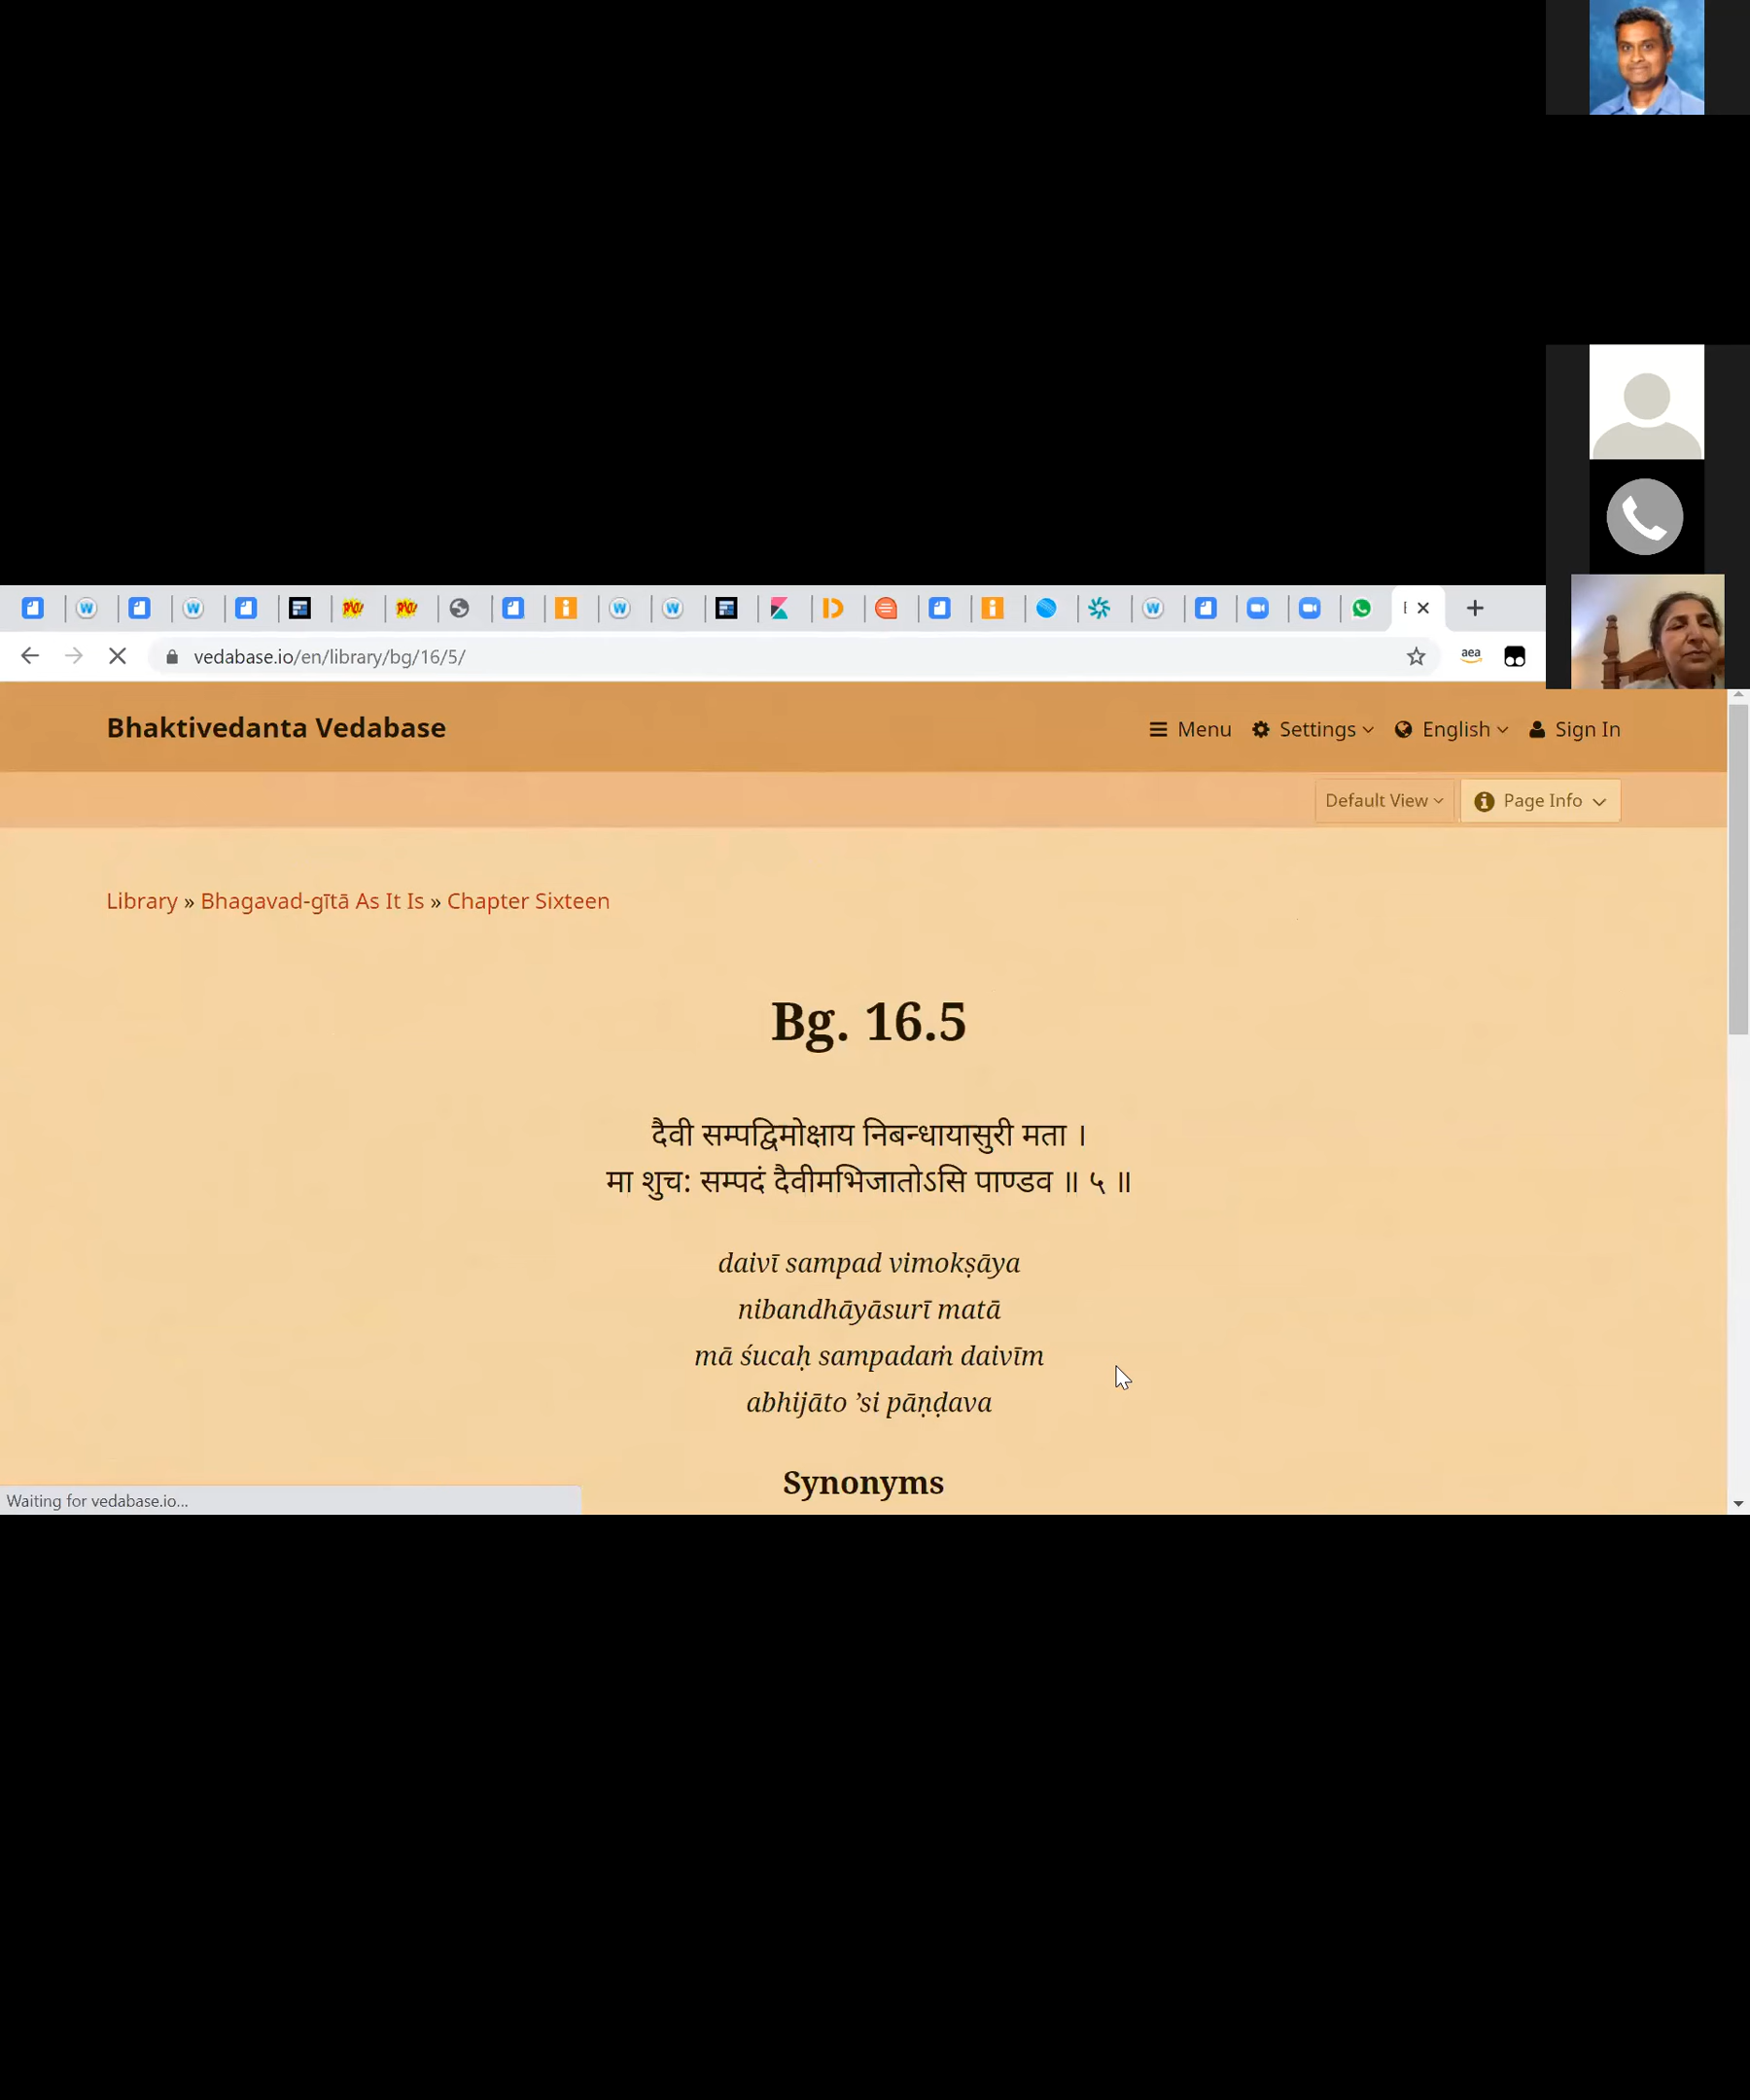 vedabase.io/en/library/bg/16/5/
Bhaktivedanta Vedabase
Menu Settings English Sign In
Default View Page Info
Library » Bhagavad-gītā As It Is » Chapter Sixteen
Bg. 16.5
दैवी सम्पद्विमोक्षाय निबन्धायासुरी मता ।
मा शुच: सम्पदं दैवीमभिजातोऽसि पाण्डव ॥ ५ ॥
daivī sampad vimokṣāya
nibandhāyāsurī matā
mā śucaḥ sampadaṁ daivīm
abhijāto ’si pāṇḍava
Synonyms
Waiting for vedabase.io...